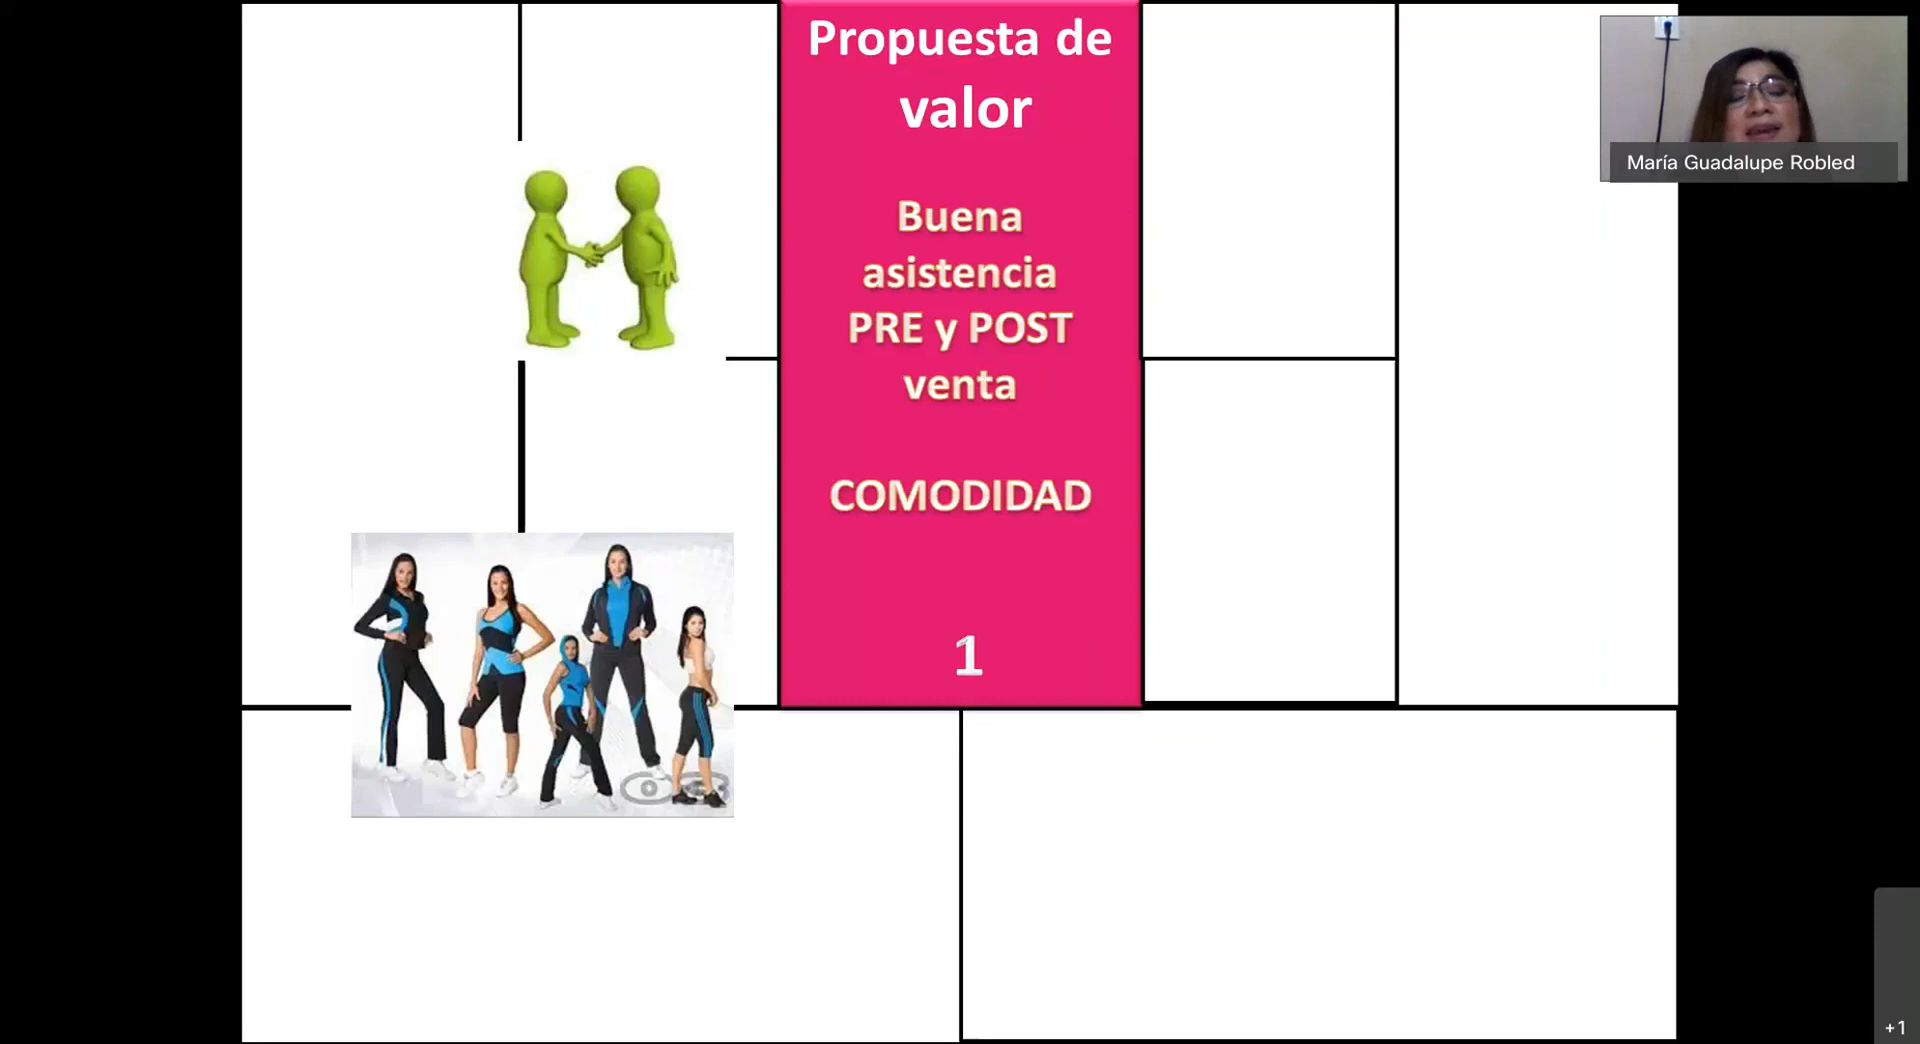 Propuesta de
valor
Buena
asistencia
PRE y POST
venta
COMODIDAD
1
María Guadalupe Robled
+1